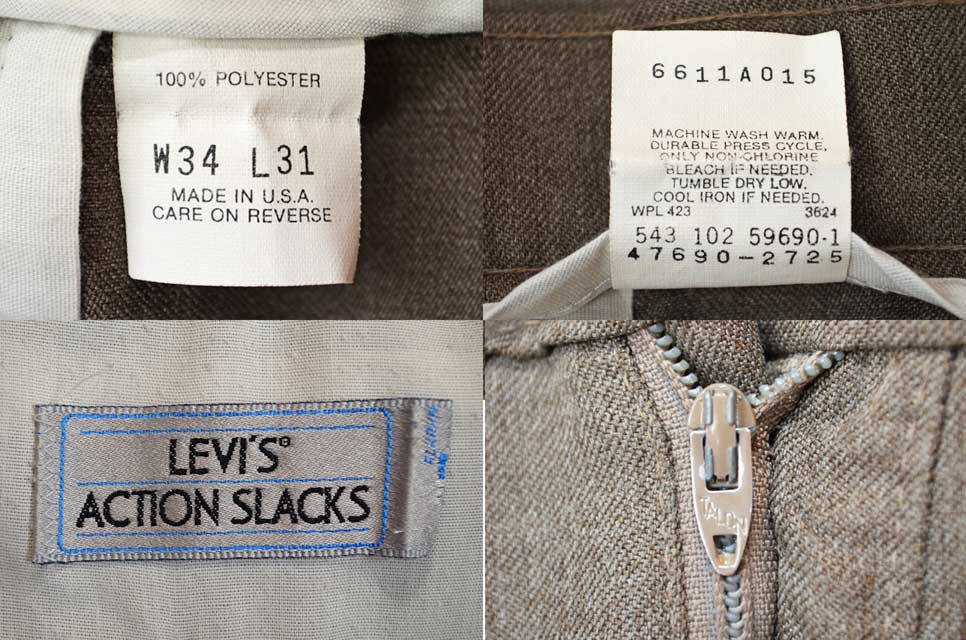 100% POLYESTER
W34 L31
MADE IN U.S.A.
CARE ON REVERSE
6611A015
MACHINE WASH WARM.
DURABLE PRESS CYCLE,
ONLY NON-CHLORINE
BLEACH IF NEEDED.
TUMBLE DRY LOW.
COOL IRON IF NEEDED.
WPL 423 3624
543 102 59690-1
47690-2725
LEVI'S®
ACTION SLACKS
TALON